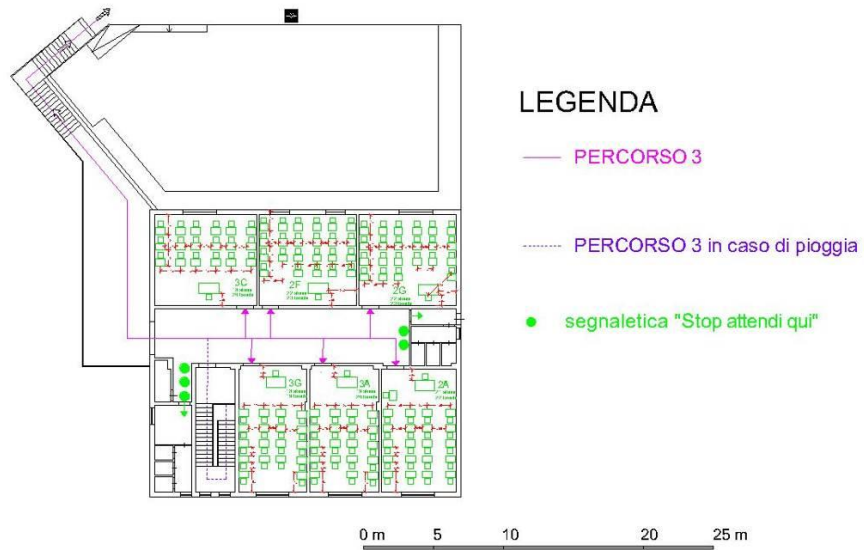 LEGENDA
PERCORSO 3
PERCORSO 3 in caso di pioggia
segnaletica "Stop attendi qui"
3C
2F
2G
3G
3A
2A
0 m 5 10 20 25 m